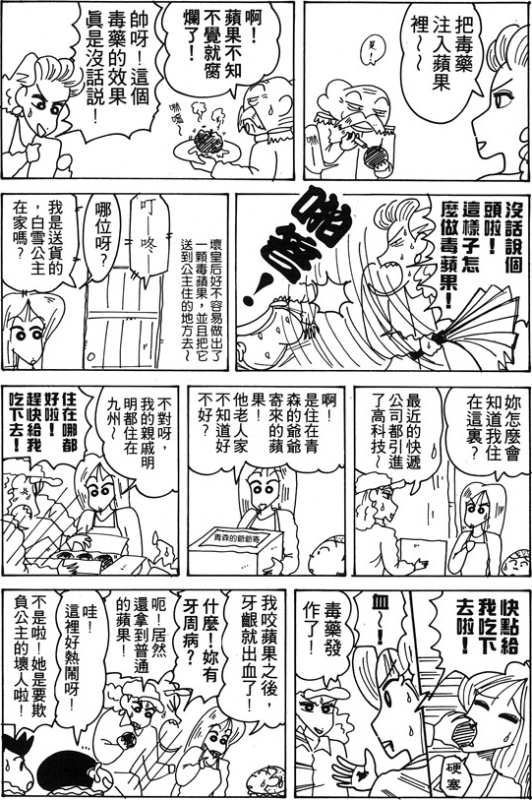 把毒藥
注入蘋果
裡～
是！
啊！
蘋果不知
不覺就腐
爛了！
嘶
嘶嘶～
帥呀！這個
毒藥的效果
真是沒話說！
沒話說個
頭啦！
這樣子怎
麼做毒蘋果！
啪答！
壞皇后好不容易做出了
一顆毒蘋果，並且把它
送到公主住的地方去～
叮－咚
哪位呀？
我是送貨的
，白雪公主
在家嗎？
妳怎麼會
知道我住
在這裏？
最近的快遞
公司都引進
了高科技～
啊！
是住在青
森的爺爺
寄來的蘋
果！
他老人家
不知道好
不好？
青森的爺爺寄
不對呀，
我的親戚明
明都住在
九州～
住在哪都
好啦！
趕快給我
吃下去！
快點給
我吃下
去啦！
硬
塞
血～！
毒藥發
作了！
我咬蘋果之後，
牙齦就出血了！
什麼！妳有
牙周病？
呃！居然
還拿到普通
的蘋果！
哇！
這裡好熱鬧呀！
不是啦！她是要欺
負公主的壞人啦！